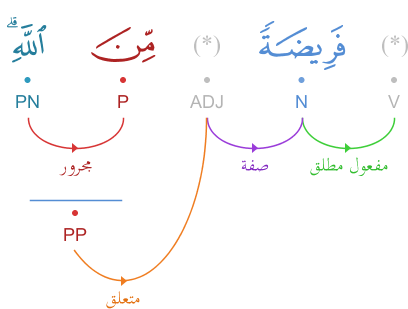 (*) فَرِيضَةً (*) مِّنَ ٱللَّهِ ۗ
V N ADJ P PN
مفعول مطلق صفة مجرور
PP
متعلق